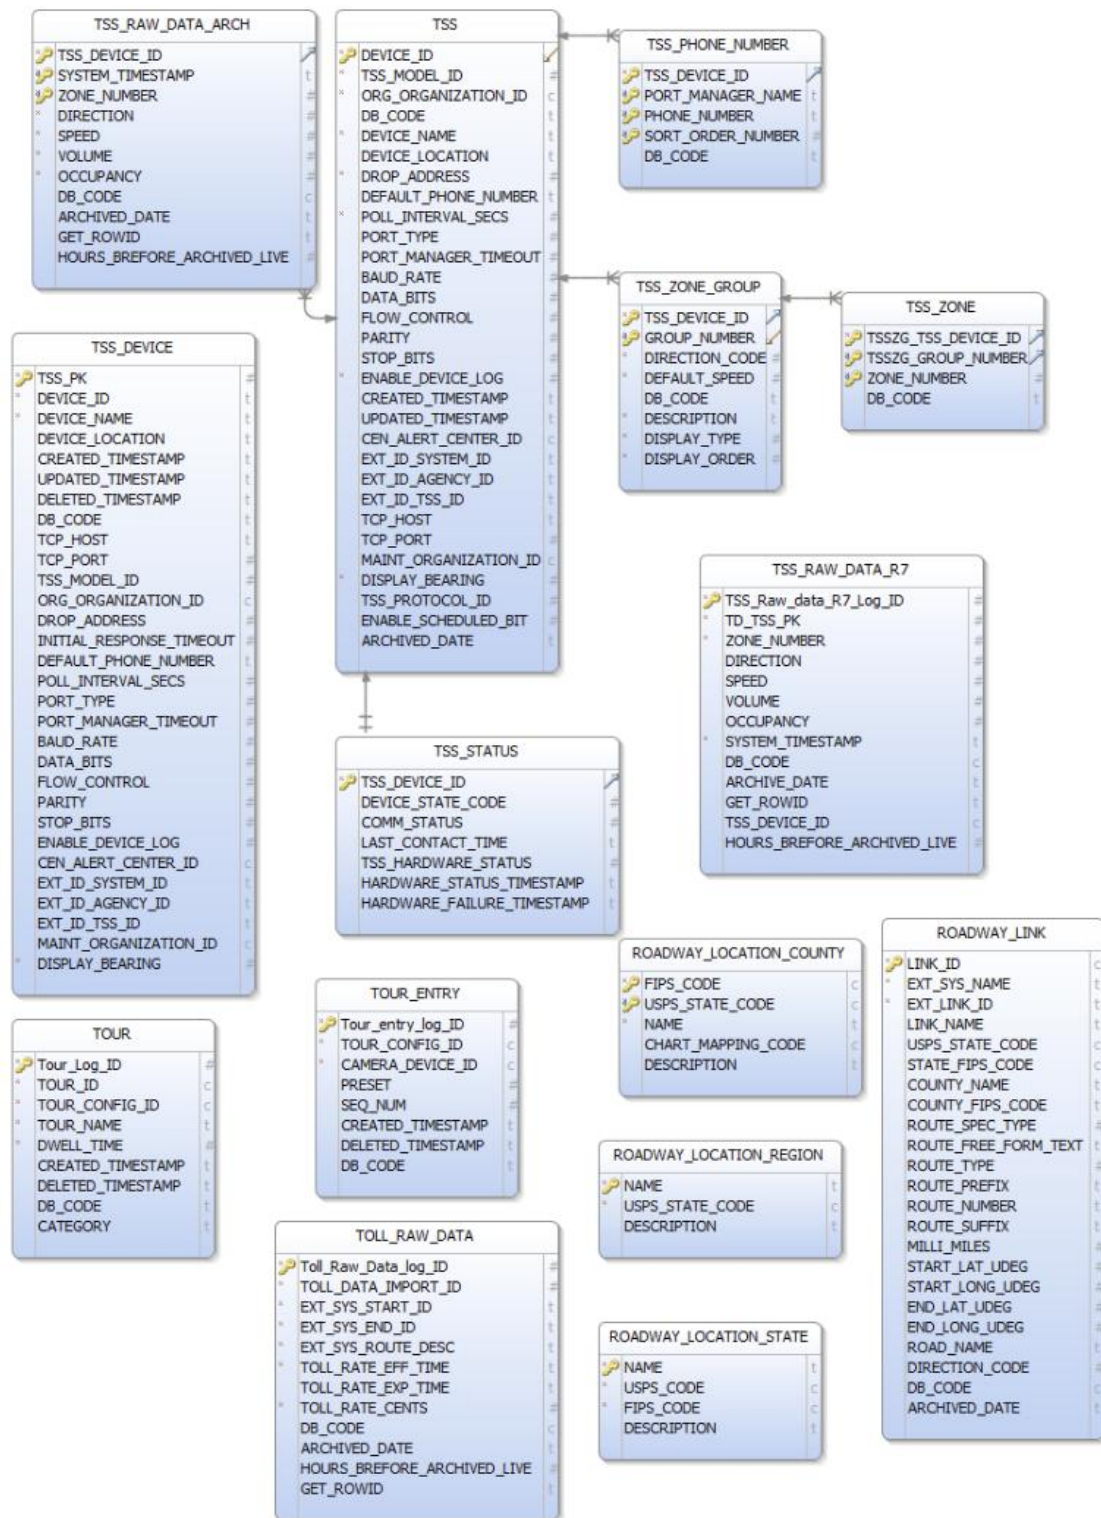 TSS_RAW_DATA_ARCH
TSS_DEVICE_ID
SYSTEM_TIMESTAMP t
ZONE_NUMBER #
DIRECTION #
SPEED #
VOLUME #
OCCUPANCY #
DB_CODE c
ARCHIVED_DATE t
GET_ROWID t
HOURS_BREFORE_ARCHIVED_LIVE #
TSS
DEVICE_ID
TSS_MODEL_ID #
ORG_ORGANIZATION_ID c
DB_CODE t
DEVICE_NAME t
DEVICE_LOCATION t
DROP_ADDRESS #
DEFAULT_PHONE_NUMBER t
POLL_INTERVAL_SECS #
PORT_TYPE #
PORT_MANAGER_TIMEOUT #
BAUD_RATE #
DATA_BITS #
FLOW_CONTROL #
PARITY #
STOP_BITS #
ENABLE_DEVICE_LOG #
CREATED_TIMESTAMP t
UPDATED_TIMESTAMP t
CEN_ALERT_CENTER_ID c
EXT_ID_SYSTEM_ID t
EXT_ID_AGENCY_ID t
EXT_ID_TSS_ID t
TCP_HOST t
TCP_PORT #
MAINT_ORGANIZATION_ID c
DISPLAY_BEARING #
TSS_PROTOCOL_ID #
ENABLE_SCHEDULED_BIT #
ARCHIVED_DATE t
TSS_PHONE_NUMBER
TSS_DEVICE_ID
PORT_MANAGER_NAME t
PHONE_NUMBER t
SORT_ORDER_NUMBER #
DB_CODE t
TSS_ZONE_GROUP
TSS_DEVICE_ID
GROUP_NUMBER
DIRECTION_CODE #
DEFAULT_SPEED #
DB_CODE t
DESCRIPTION t
DISPLAY_TYPE #
DISPLAY_ORDER #
TSS_ZONE
TSSZG_TSS_DEVICE_ID
TSSZG_GROUP_NUMBER
ZONE_NUMBER #
DB_CODE t
TSS_DEVICE
TSS_PK #
DEVICE_ID t
DEVICE_NAME t
DEVICE_LOCATION t
CREATED_TIMESTAMP t
UPDATED_TIMESTAMP t
DELETED_TIMESTAMP t
DB_CODE t
TCP_HOST t
TCP_PORT #
TSS_MODEL_ID #
ORG_ORGANIZATION_ID c
DROP_ADDRESS #
INITIAL_RESPONSE_TIMEOUT #
DEFAULT_PHONE_NUMBER t
POLL_INTERVAL_SECS #
PORT_TYPE #
PORT_MANAGER_TIMEOUT #
BAUD_RATE #
DATA_BITS #
FLOW_CONTROL #
PARITY #
STOP_BITS #
ENABLE_DEVICE_LOG #
CEN_ALERT_CENTER_ID c
EXT_ID_SYSTEM_ID t
EXT_ID_AGENCY_ID t
EXT_ID_TSS_ID t
MAINT_ORGANIZATION_ID c
DISPLAY_BEARING #
TSS_RAW_DATA_R7
TSS_Raw_data_R7_Log_ID #
TD_TSS_PK #
ZONE_NUMBER #
DIRECTION #
SPEED #
VOLUME #
OCCUPANCY #
SYSTEM_TIMESTAMP t
DB_CODE c
ARCHIVE_DATE t
GET_ROWID t
TSS_DEVICE_ID c
HOURS_BREFORE_ARCHIVED_LIVE #
TSS_STATUS
TSS_DEVICE_ID
DEVICE_STATE_CODE #
COMM_STATUS #
LAST_CONTACT_TIME t
TSS_HARDWARE_STATUS #
HARDWARE_STATUS_TIMESTAMP t
HARDWARE_FAILURE_TIMESTAMP t
ROADWAY_LOCATION_COUNTY
FIPS_CODE c
USPS_STATE_CODE c
NAME t
CHART_MAPPING_CODE c
DESCRIPTION t
ROADWAY_LINK
LINK_ID c
EXT_SYS_NAME t
EXT_LINK_ID t
LINK_NAME t
USPS_STATE_CODE c
STATE_FIPS_CODE c
COUNTY_NAME t
COUNTY_FIPS_CODE t
ROUTE_SPEC_TYPE #
ROUTE_FREE_FORM_TEXT t
ROUTE_TYPE #
ROUTE_PREFIX t
ROUTE_NUMBER t
ROUTE_SUFFIX t
MILLI_MILES #
START_LAT_UDEG #
START_LONG_UDEG #
END_LAT_UDEG #
END_LONG_UDEG #
ROAD_NAME t
DIRECTION_CODE #
DB_CODE c
ARCHIVED_DATE t
TOUR
Tour_Log_ID #
TOUR_ID c
TOUR_CONFIG_ID c
TOUR_NAME t
DWELL_TIME #
CREATED_TIMESTAMP t
DELETED_TIMESTAMP t
DB_CODE t
CATEGORY t
TOUR_ENTRY
Tour_entry_log_ID #
TOUR_CONFIG_ID c
CAMERA_DEVICE_ID c
PRESET #
SEQ_NUM #
CREATED_TIMESTAMP t
DELETED_TIMESTAMP t
DB_CODE t
ROADWAY_LOCATION_REGION
NAME t
USPS_STATE_CODE c
DESCRIPTION t
TOLL_RAW_DATA
Toll_Raw_Data_log_ID #
TOLL_DATA_IMPORT_ID #
EXT_SYS_START_ID t
EXT_SYS_END_ID t
EXT_SYS_ROUTE_DESC t
TOLL_RATE_EFF_TIME t
TOLL_RATE_EXP_TIME t
TOLL_RATE_CENTS #
DB_CODE c
ARCHIVED_DATE t
HOURS_BREFORE_ARCHIVED_LIVE #
GET_ROWID t
ROADWAY_LOCATION_STATE
NAME t
USPS_CODE c
FIPS_CODE c
DESCRIPTION t